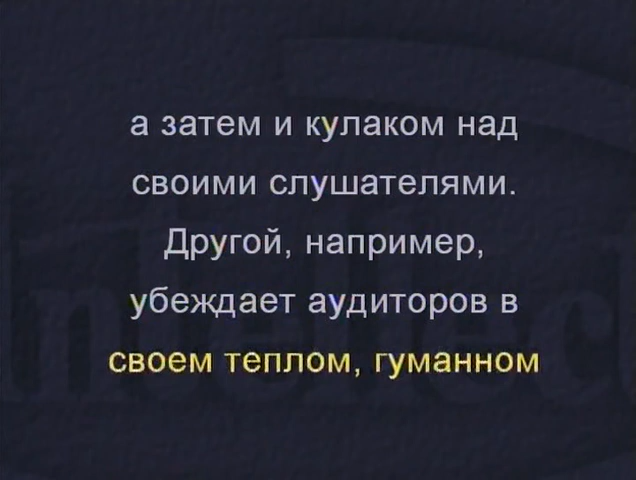 а затем и кулаком над
своими слушателями.
Другой, например,
убеждает аудиторов в
своем теплом, гуманном